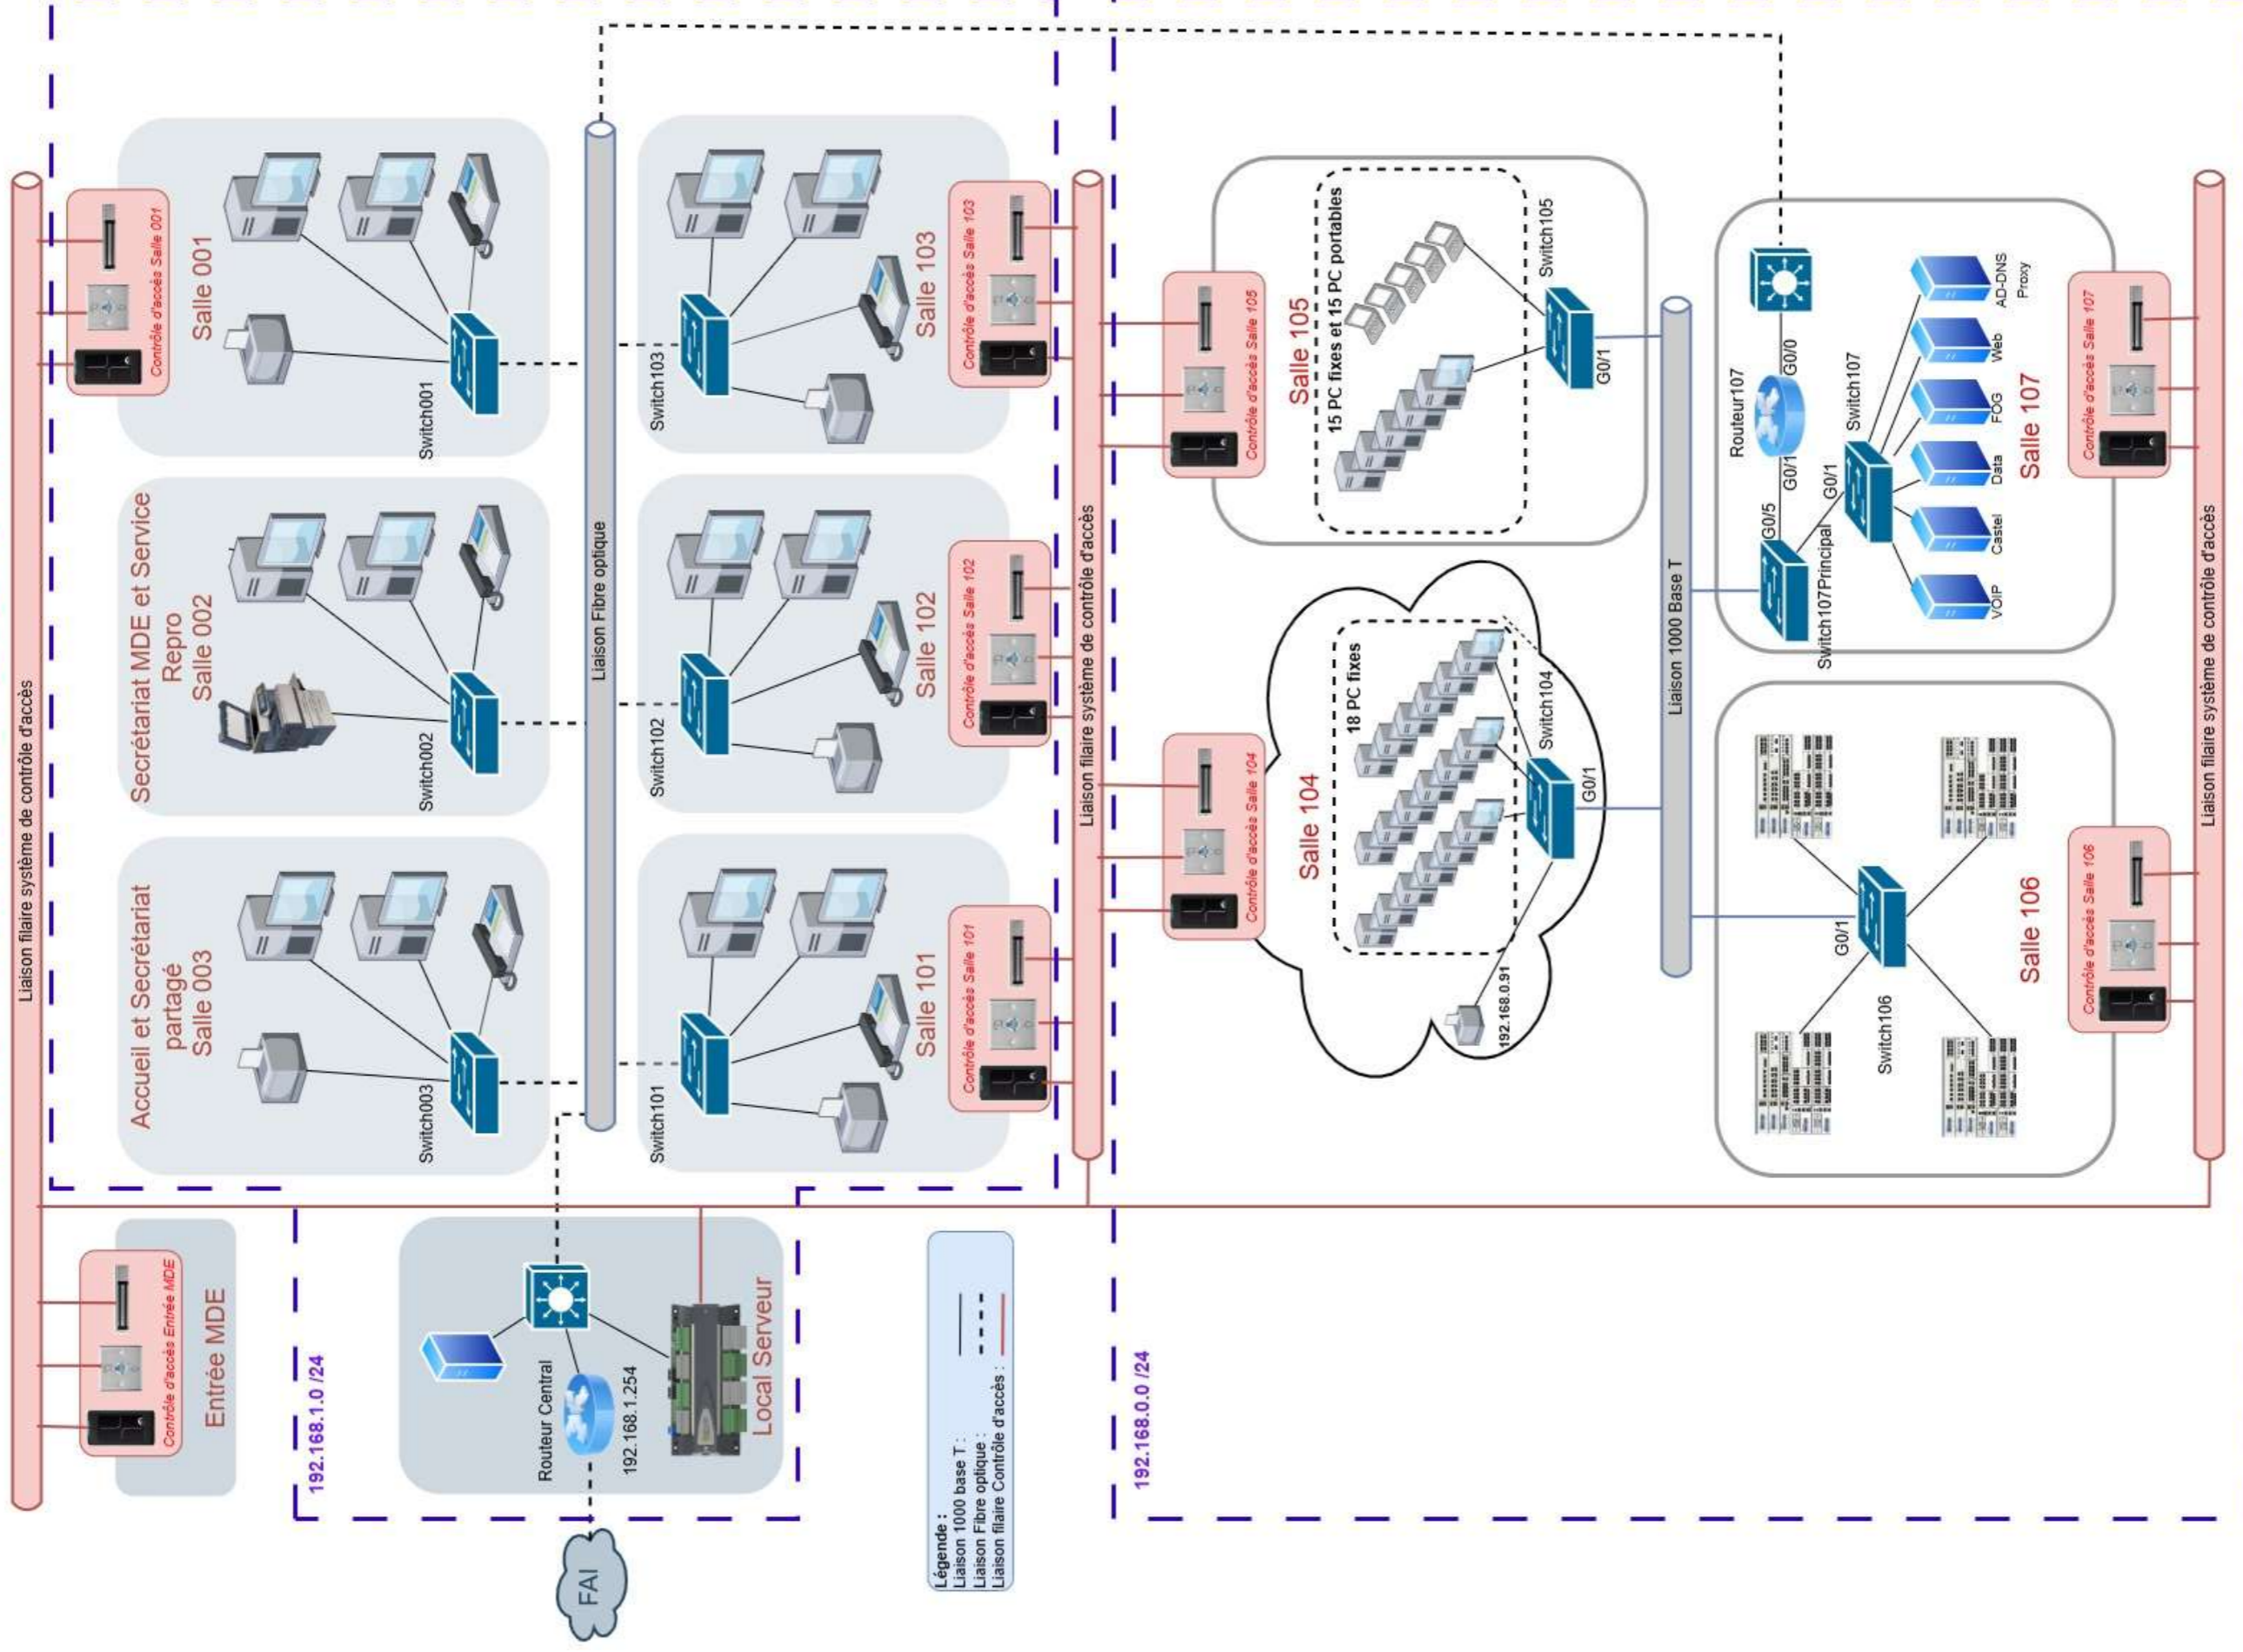 Liaison filaire système de contrôle d'accès
Contrôle d'accès Entrée MDE
Entrée MDE
Accueil et Secrétariat
partagé
Salle 003
Switch003
Secrétariat MDE et Service
Repro
Salle 002
Switch002
Contrôle d'accès Salle 001
Salle 001
Switch001
192.168.1.0 /24
FAI
Routeur Central
192.168.1.254
Local Serveur
Liaison Fibre optique
Switch101
Salle 101
Contrôle d'accès Salle 101
Switch102
Salle 102
Contrôle d'accès Salle 102
Switch103
Salle 103
Contrôle d'accès Salle 103
Liaison filaire système de contrôle d'accès
Légende :
Liaison 1000 base T :
Liaison Fibre optique :
Liaison filaire Contrôle d'accès :
192.168.0.0 /24
Contrôle d'accès Salle 104
Salle 104
18 PC fixes
192.168.0.91
Switch104
G0/1
Contrôle d'accès Salle 105
Salle 105
15 PC fixes et 15 PC portables
Switch105
G0/1
Liaison 1000 Base T
G0/1
Switch106
Salle 106
Contrôle d'accès Salle 106
Routeur107
G0/5
G0/1
G0/0
Switch107Principal
G0/1
Switch107
VOIP
Castel
Data
FOG
Web
AD-DNS
Proxy
Salle 107
Contrôle d'accès Salle 107
Liaison filaire système de contrôle d'accès